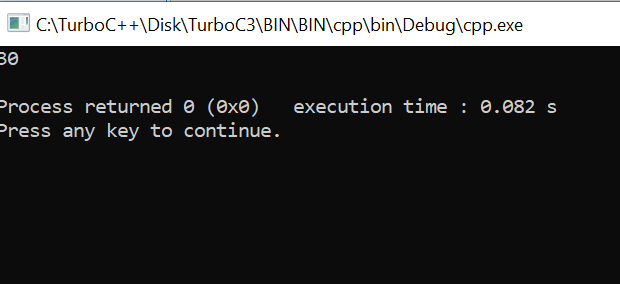 C:\TurboC++\Disk\TurboC3\BIN\BIN\cpp\bin\Debug\cpp.exe
30
Process returned 0 (0x0)   execution time : 0.082 s
Press any key to continue.